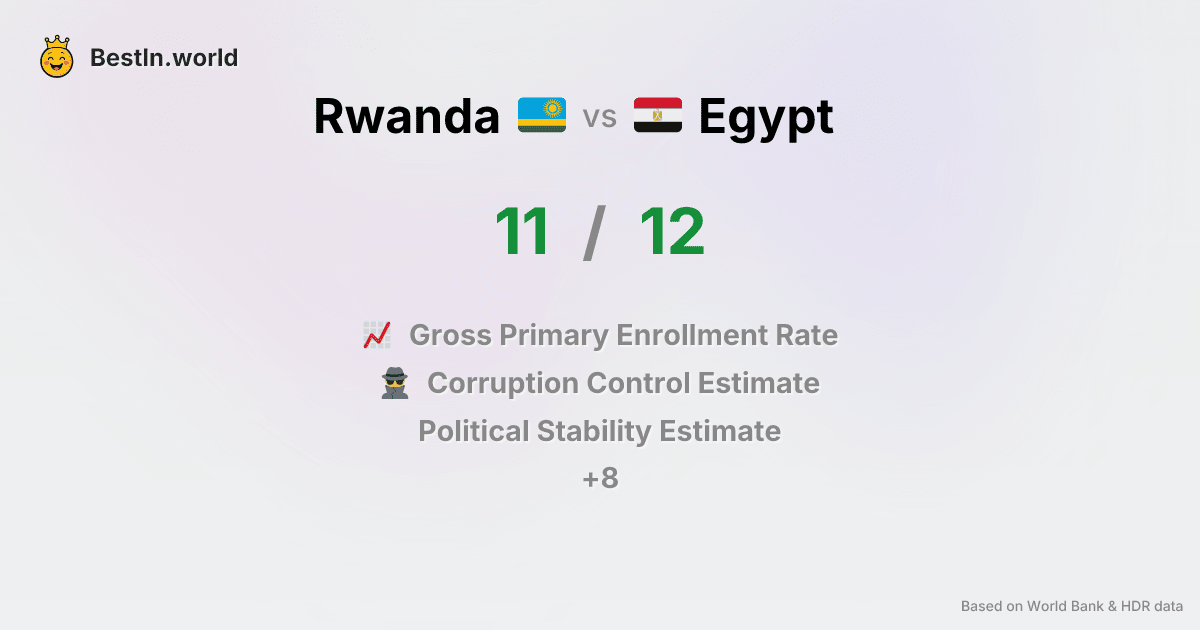 BestIn.world
Rwanda vs Egypt
11 / 12
Gross Primary Enrollment Rate
Corruption Control Estimate
Political Stability Estimate
+8
Based on World Bank & HDR data